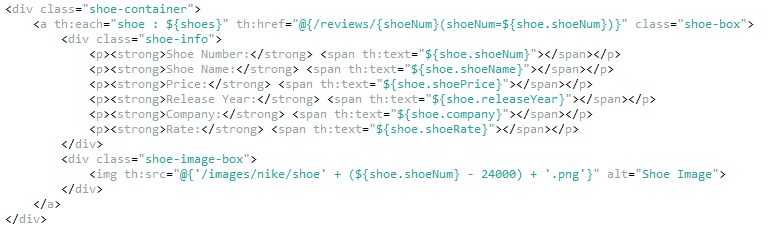 <div class="shoe-container">
    <a th:each="shoe : ${shoes}" th:href="@{/reviews/{shoeNum}(shoeNum=${shoe.shoeNum})}" class="shoe-box">
        <div class="shoe-info">
            <p><strong>Shoe Number:</strong> <span th:text="${shoe.shoeNum}"></span></p>
            <p><strong>Shoe Name:</strong> <span th:text="${shoe.shoeName}"></span></p>
            <p><strong>Price:</strong> <span th:text="${shoe.shoePrice}"></span></p>
            <p><strong>Release Year:</strong> <span th:text="${shoe.releaseYear}"></span></p>
            <p><strong>Company:</strong> <span th:text="${shoe.company}"></span></p>
            <p><strong>Rate:</strong> <span th:text="${shoe.shoeRate}"></span></p>
        </div>
        <div class="shoe-image-box">
            <img th:src="@{'/images/nike/shoe' + (${shoe.shoeNum} - 24000) + '.png'}" alt="Shoe Image">
        </div>
    </a>
</div>